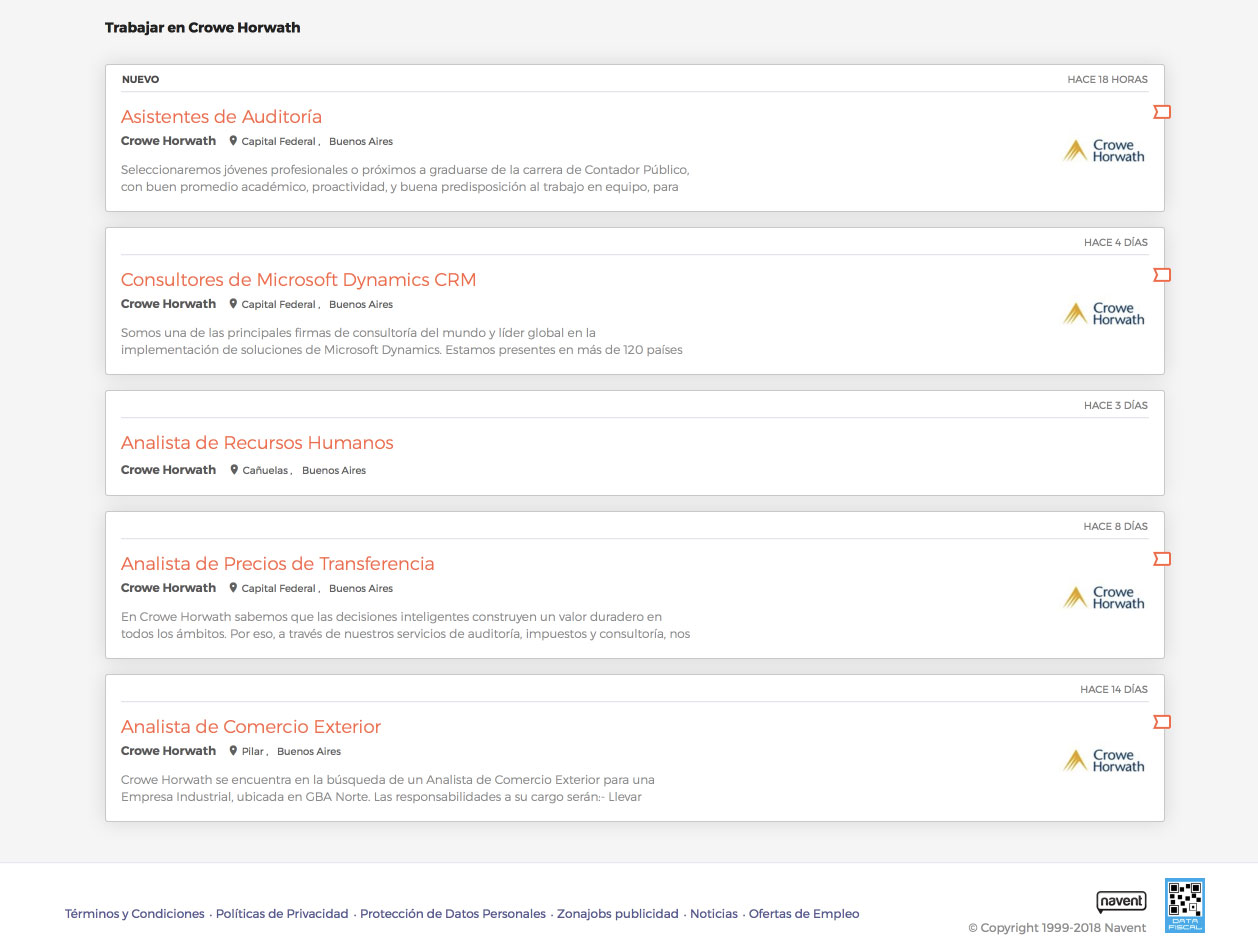 Trabajar en Crowe Horwath
NUEVO HACE 18 HORAS
Asistentes de Auditoría
Crowe Horwath Capital Federal , Buenos Aires
Crowe
Horwath
Seleccionaremos jóvenes profesionales o próximos a graduarse de la carrera de Contador Público,
con buen promedio académico, proactividad, y buena predisposición al trabajo en equipo, para
HACE 4 DÍAS
Consultores de Microsoft Dynamics CRM
Crowe Horwath Capital Federal , Buenos Aires
Crowe
Horwath
Somos una de las principales firmas de consultoría del mundo y líder global en la
implementación de soluciones de Microsoft Dynamics. Estamos presentes en más de 120 países
HACE 3 DÍAS
Analista de Recursos Humanos
Crowe Horwath Cañuelas , Buenos Aires
HACE 8 DÍAS
Analista de Precios de Transferencia
Crowe Horwath Capital Federal , Buenos Aires
Crowe
Horwath
En Crowe Horwath sabemos que las decisiones inteligentes construyen un valor duradero en
todos los ámbitos. Por eso, a través de nuestros servicios de auditoría, impuestos y consultoría, nos
HACE 14 DÍAS
Analista de Comercio Exterior
Crowe Horwath Pilar , Buenos Aires
Crowe
Horwath
Crowe Horwath se encuentra en la búsqueda de un Analista de Comercio Exterior para una
Empresa Industrial, ubicada en GBA Norte. Las responsabilidades a su cargo serán:- Llevar
Términos y Condiciones · Políticas de Privacidad · Protección de Datos Personales · Zonajobs publicidad · Noticias · Ofertas de Empleo
navent
© Copyright 1999-2018 Navent
DATA
FISCAL